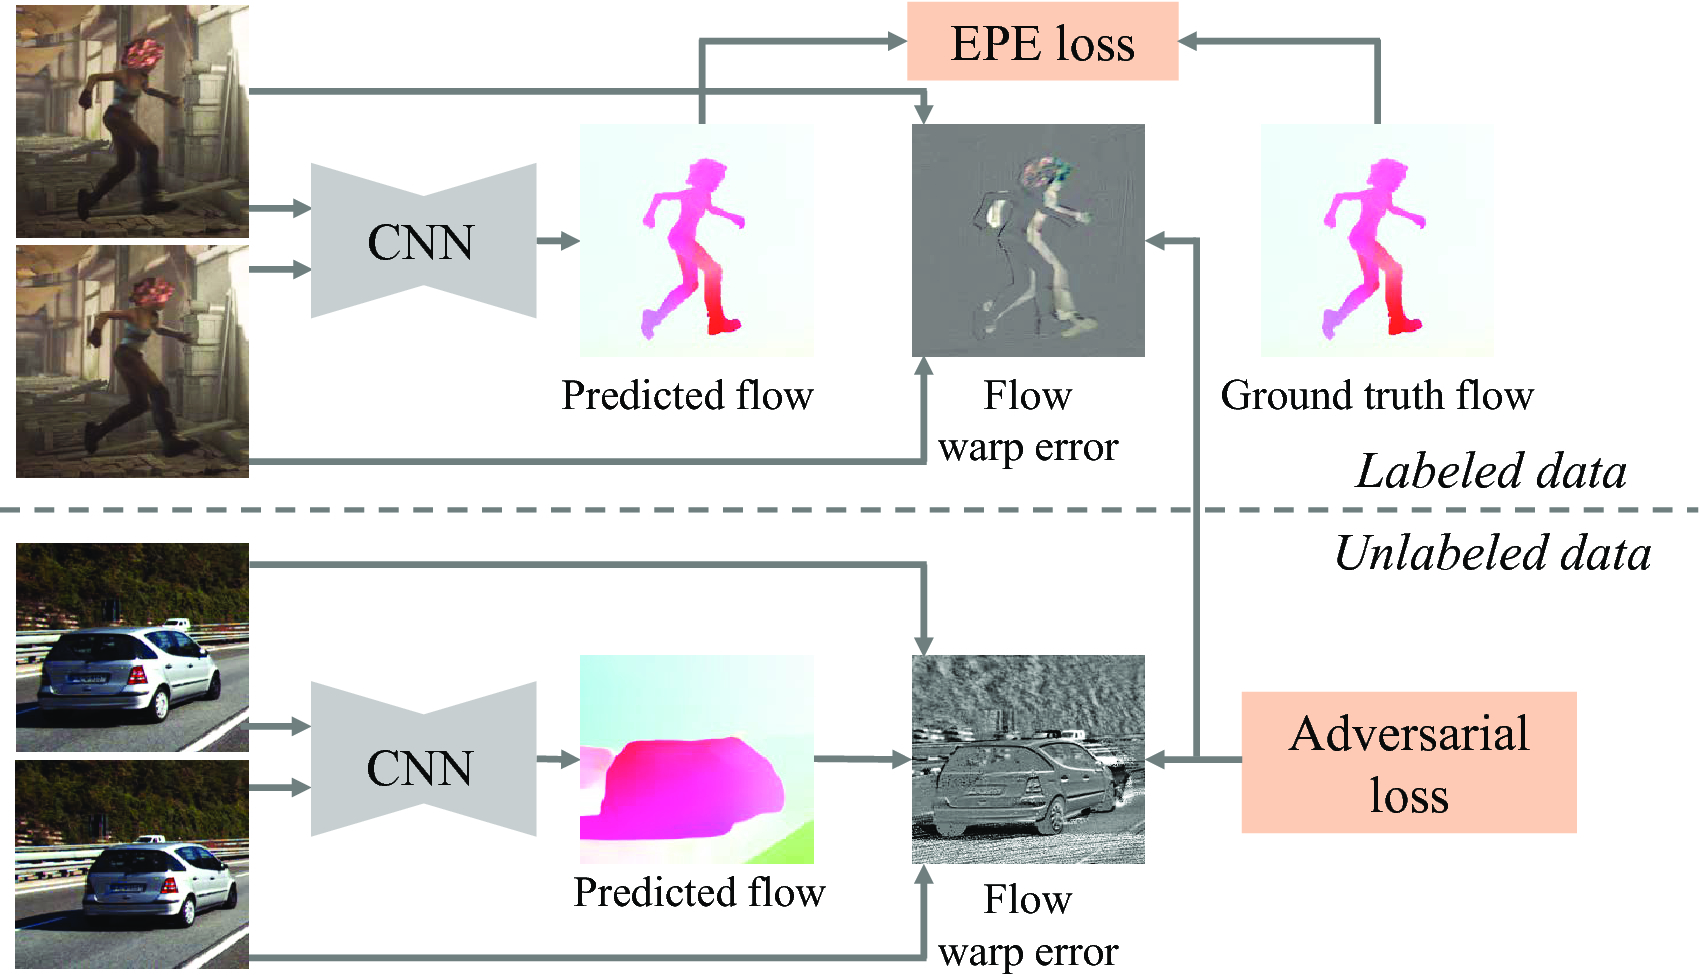 EPE loss
CNN
Predicted flow
Flow
warp error
Ground truth flow
Labeled data
Unlabeled data
CNN
Predicted flow
Flow
warp error
Adversarial
loss